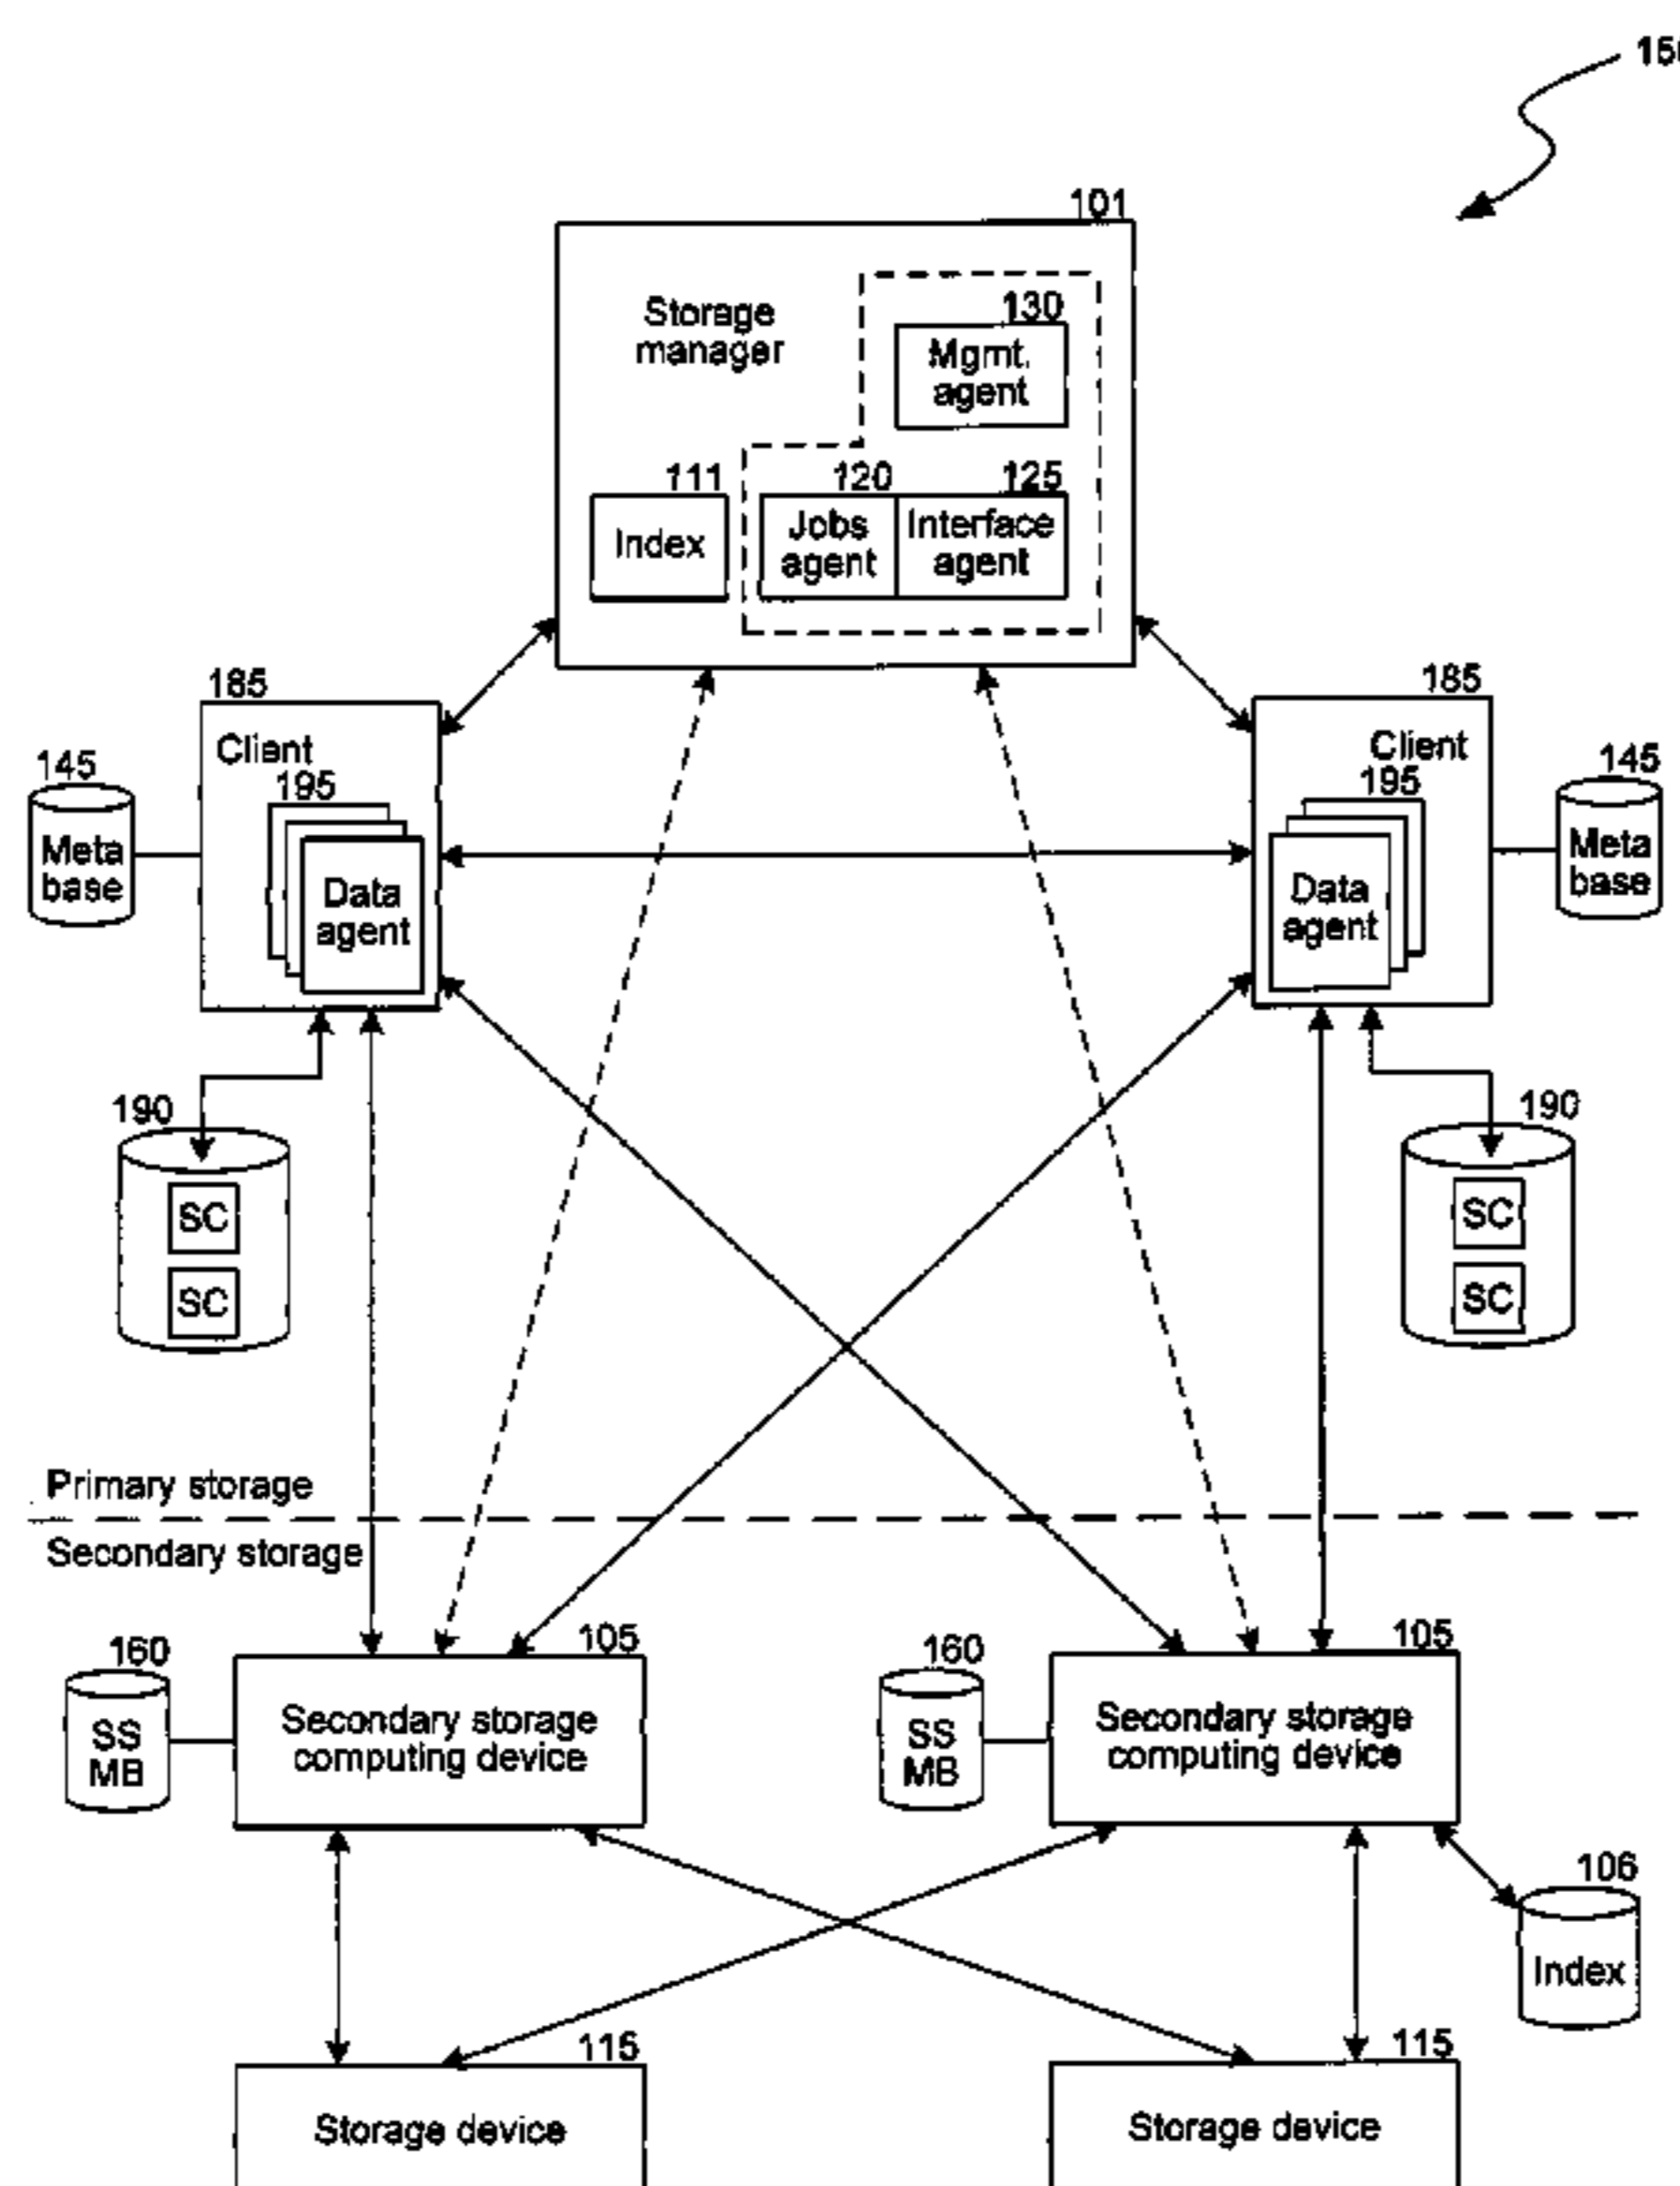 101
Storage
manager
130
Mgmt.
agent
111
Index
120
Jobs
agent
125
Interface
agent
185
Client
195
Data
agent
145
Meta
base
185
Client
195
Data
agent
145
Meta
base
190
SC
SC
190
SC
SC
Primary storage
Secondary storage
160
SS
MB
105
Secondary storage
computing device
160
SS
MB
105
Secondary storage
computing device
106
Index
115
Storage device
115
Storage device